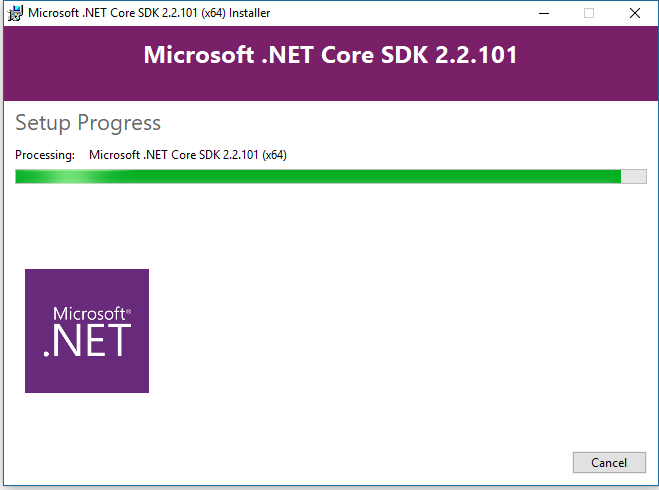 Microsoft .NET Core SDK 2.2.101 (x64) Installer
Microsoft .NET Core SDK 2.2.101
Setup Progress
Processing: Microsoft .NET Core SDK 2.2.101 (x64)
Microsoft®
.NET
Cancel